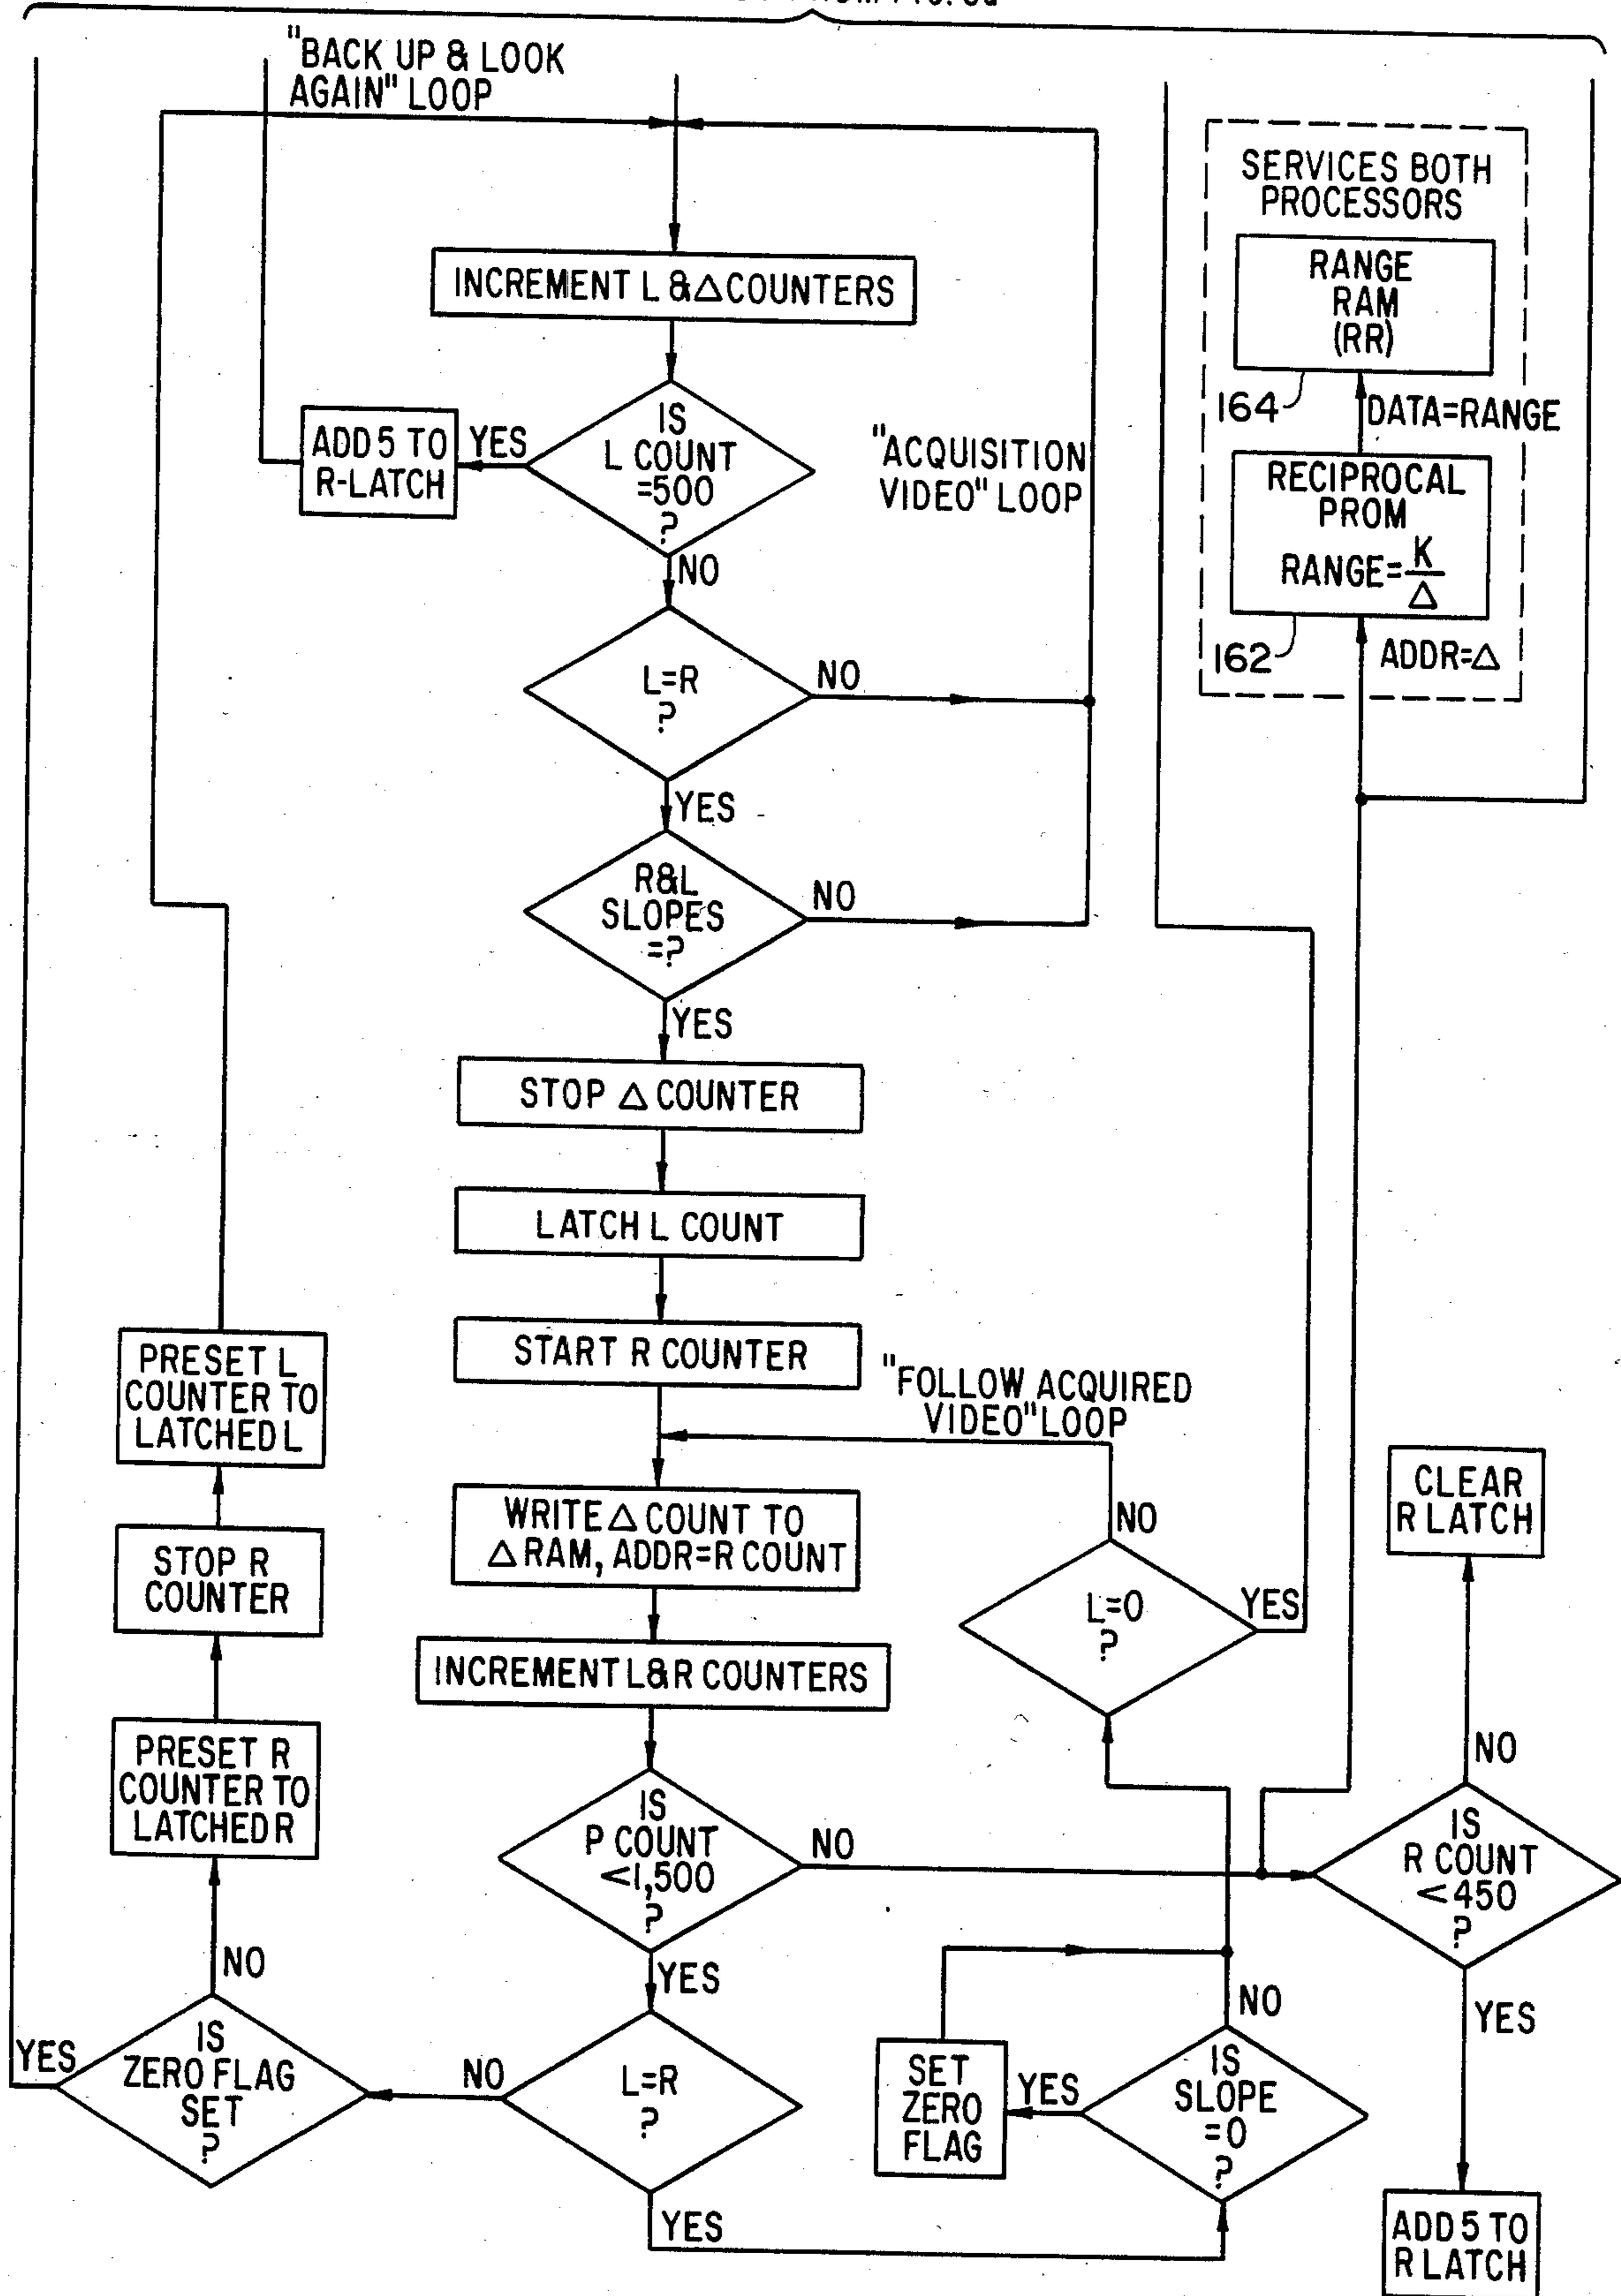 "BACK UP & LOOK
AGAIN" LOOP
SERVICES BOTH
PROCESSORS
RANGE
RAM
(RR)
164
DATA=RANGE
RECIPROCAL
PROM
RANGE=K/△
162
ADDR=△
INCREMENT L &△COUNTERS
IS
L COUNT
=500
?
YES
ADD 5 TO
R-LATCH
"ACQUISITION
VIDEO" LOOP
NO
L=R
?
NO
YES
R&L
SLOPES
=?
NO
YES
STOP △ COUNTER
LATCH L COUNT
START R COUNTER
"FOLLOW ACQUIRED
VIDEO" LOOP
PRESET L
COUNTER TO
LATCHED L
STOP R
COUNTER
PRESET R
COUNTER TO
LATCHED R
WRITE △ COUNT TO
△ RAM, ADDR=R COUNT
NO
L=0
?
YES
CLEAR
R LATCH
INCREMENT L&R COUNTERS
NO
IS
P COUNT
<1,500
?
NO
IS
R COUNT
<450
?
YES
NO
YES
IS
ZERO FLAG
SET
?
YES
NO
L=R
?
SET
ZERO
FLAG
YES
IS
SLOPE
=0
?
NO
YES
ADD 5 TO
R LATCH